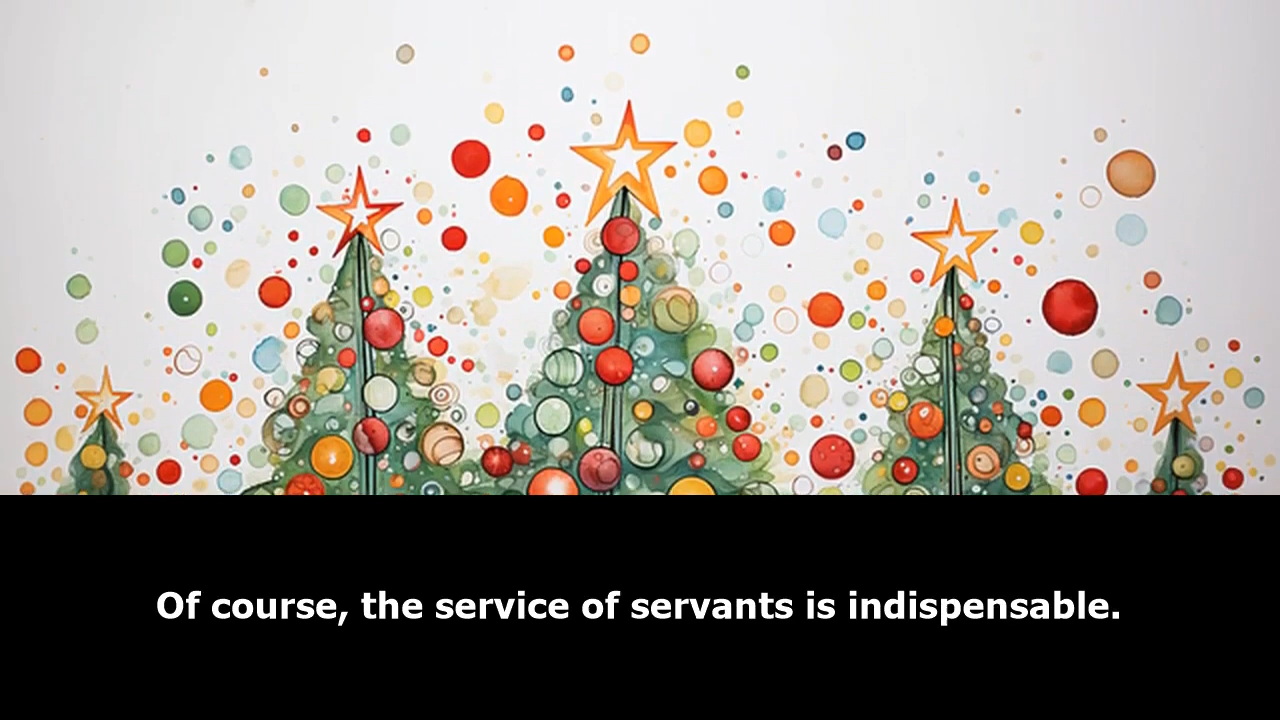 Of course, the service of servants is indispensable.